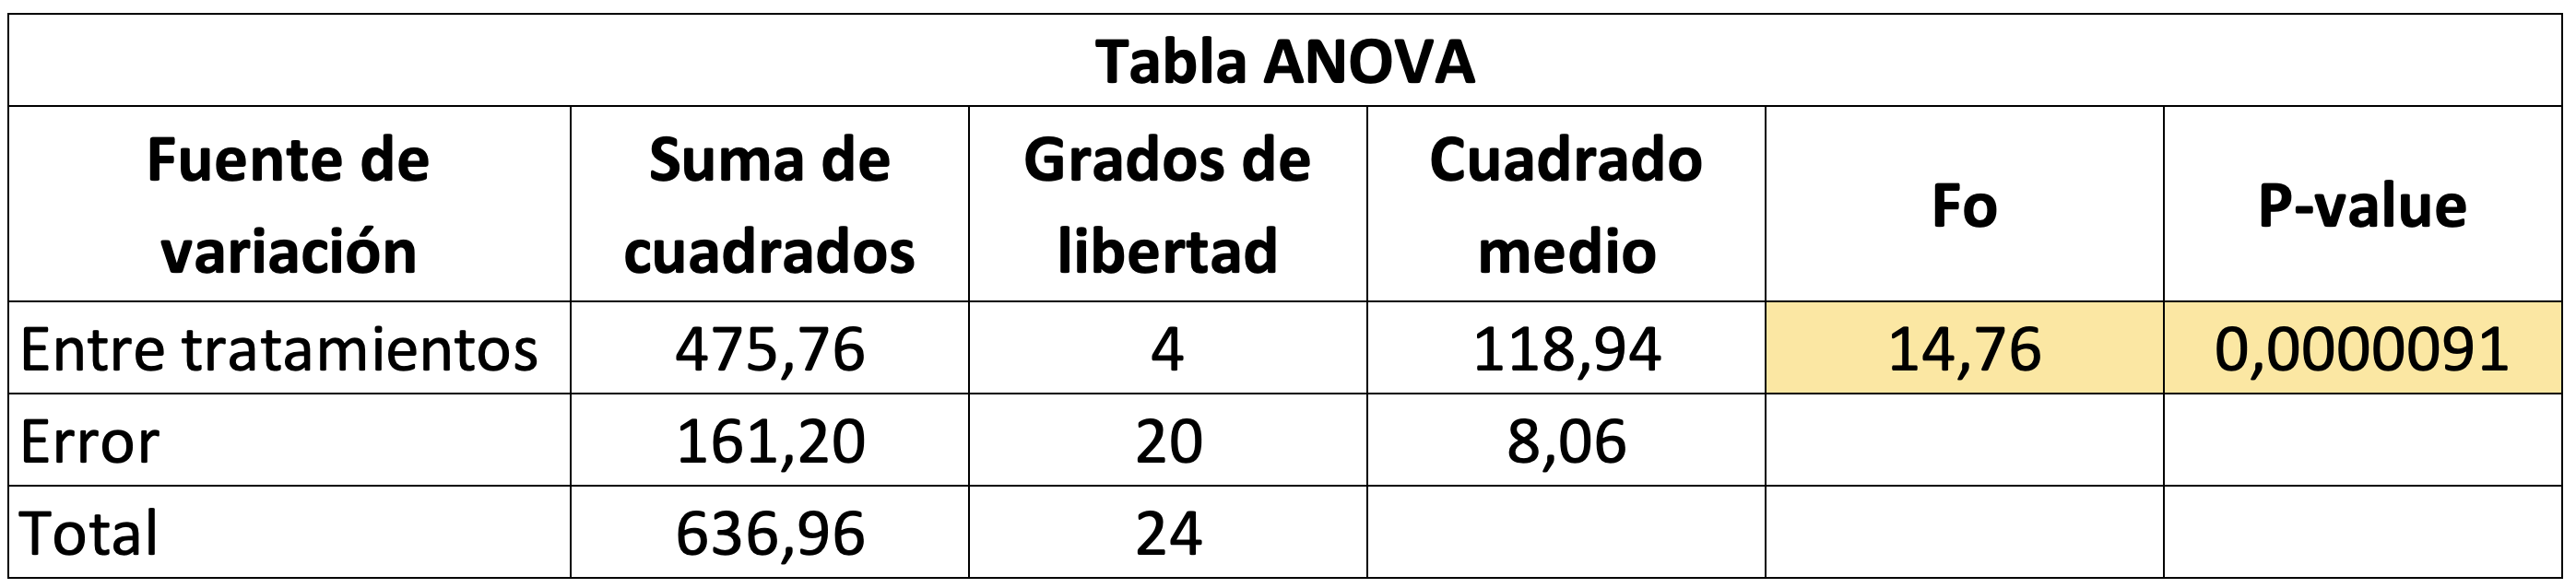 Tabla ANOVA
Fuente de variación Suma de cuadrados Grados de libertad Cuadrado medio Fo P-value
Entre tratamientos 475,76 4 118,94 14,76 0,0000091
Error 161,20 20 8,06
Total 636,96 24